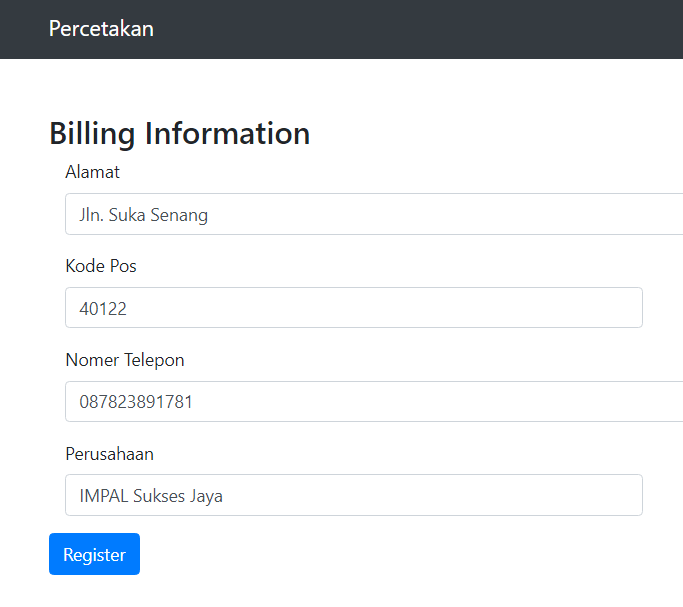 Percetakan
Billing Information
Alamat
Jln. Suka Senang
Kode Pos
40122
Nomer Telepon
087823891781
Perusahaan
IMPAL Sukses Jaya
Register